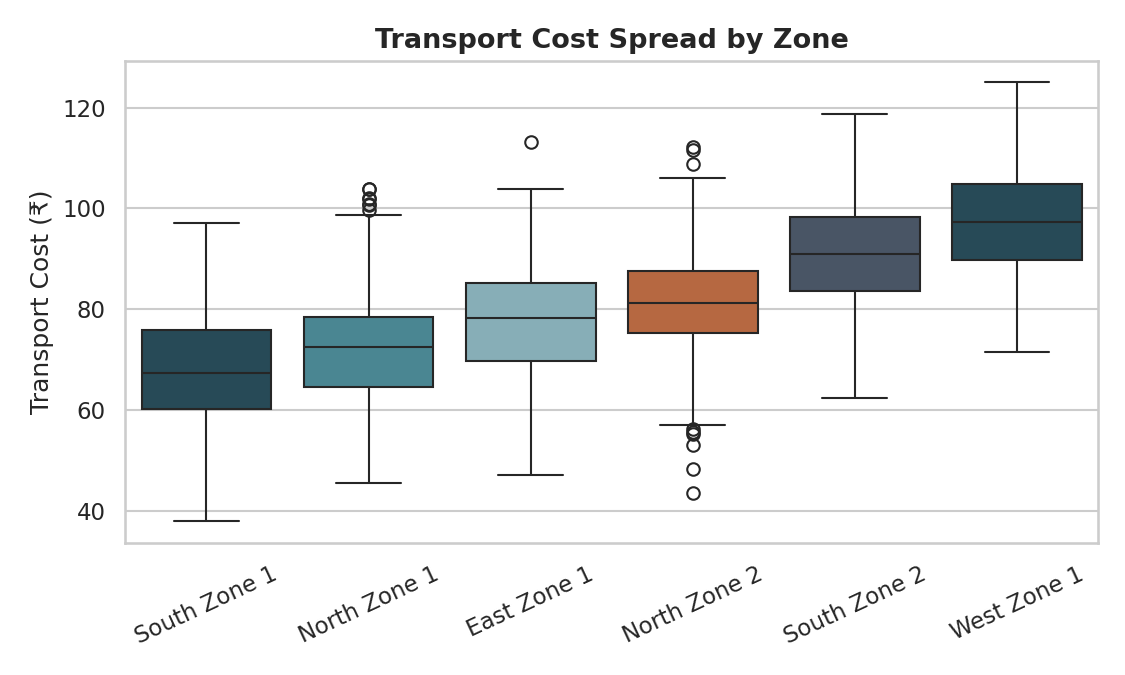 Transport Cost Spread by Zone
Transport Cost (₹)
120
100
80
60
40
South Zone 1
North Zone 1
East Zone 1
North Zone 2
South Zone 2
West Zone 1